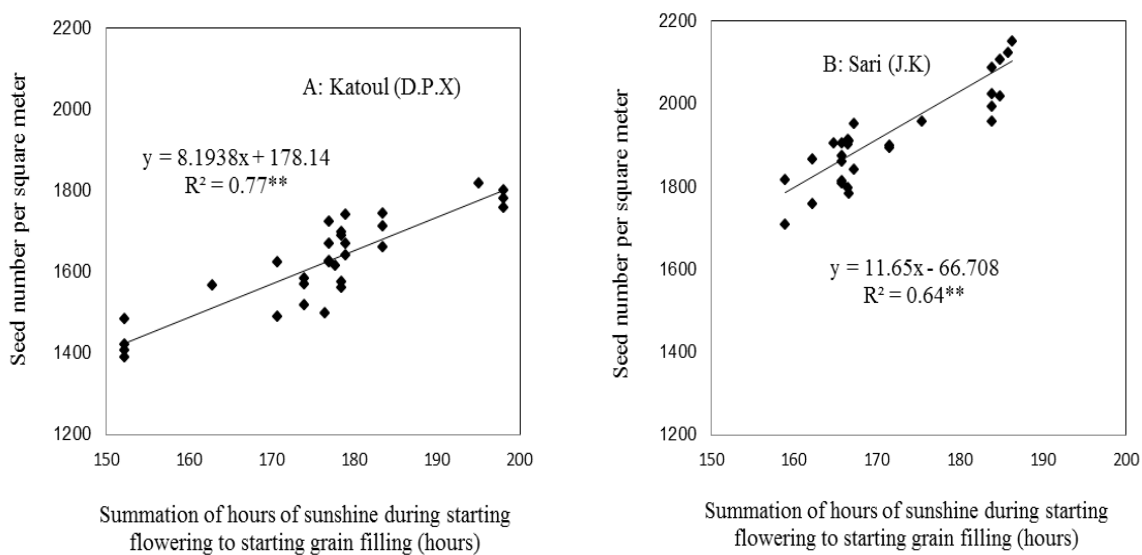 2200
2000
1800
1600
1400
1200
Seed number per square meter
A: Katoul (D.P.X)
y = 8.1938x + 178.14
R² = 0.77**
150 160 170 180 190 200
Summation of hours of sunshine during starting
flowering to starting grain filling (hours)
2200
2000
1800
1600
1400
1200
Seed number per square meter
B: Sari (J.K)
y = 11.65x - 66.708
R² = 0.64**
150 160 170 180 190 200
Summation of hours of sunshine during starting
flowering to starting grain filling (hours)